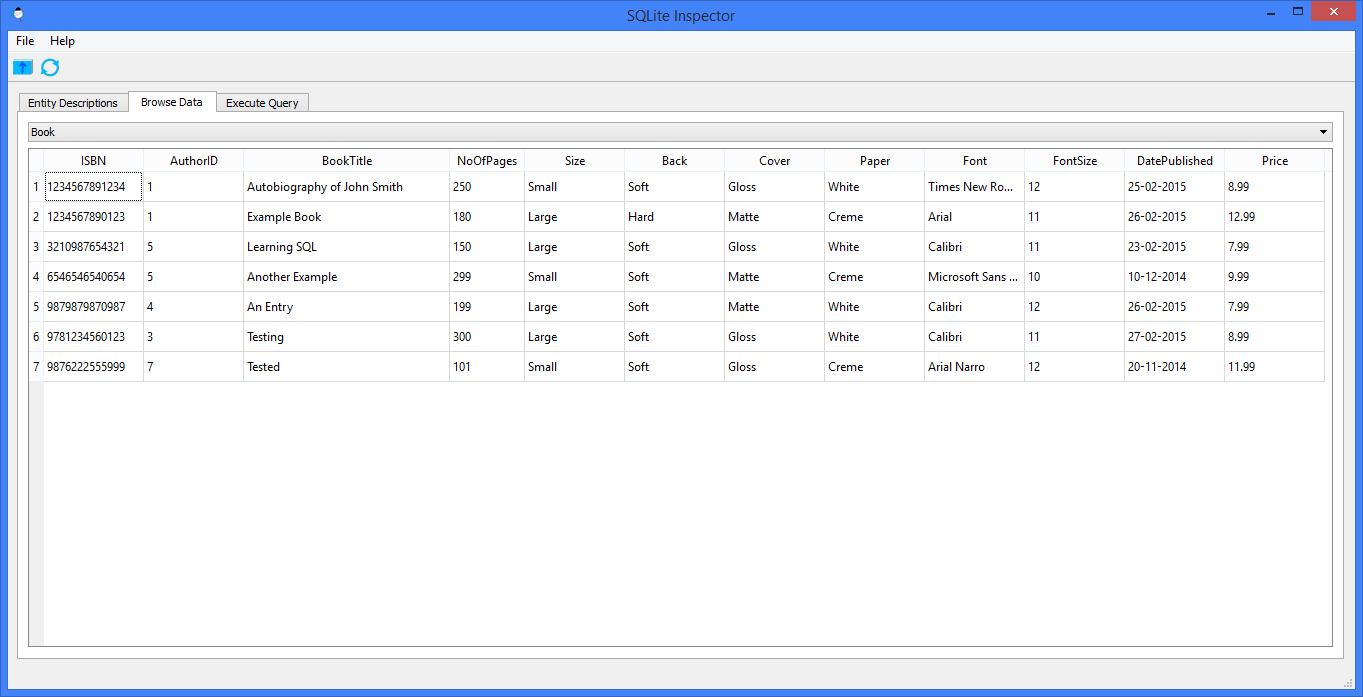 SQLite Inspector
File Help
Entity Descriptions Browse Data Execute Query
Book
ISBN AuthorID BookTitle NoOfPages Size Back Cover Paper Font FontSize DatePublished Price
1 1234567891234 1 Autobiography of John Smith 250 Small Soft Gloss White Times New Ro... 12 25-02-2015 8.99
2 1234567890123 1 Example Book 180 Large Hard Matte Creme Arial 11 26-02-2015 12.99
3 3210987654321 5 Learning SQL 150 Large Soft Gloss White Calibri 11 23-02-2015 7.99
4 6546546540654 5 Another Example 299 Small Soft Matte Creme Microsoft Sans ... 10 10-12-2014 9.99
5 9879879870987 4 An Entry 199 Large Soft Matte White Calibri 12 26-02-2015 7.99
6 9781234560123 3 Testing 300 Large Soft Gloss White Calibri 11 27-02-2015 8.99
7 9876222555999 7 Tested 101 Small Soft Gloss Creme Arial Narro 12 20-11-2014 11.99